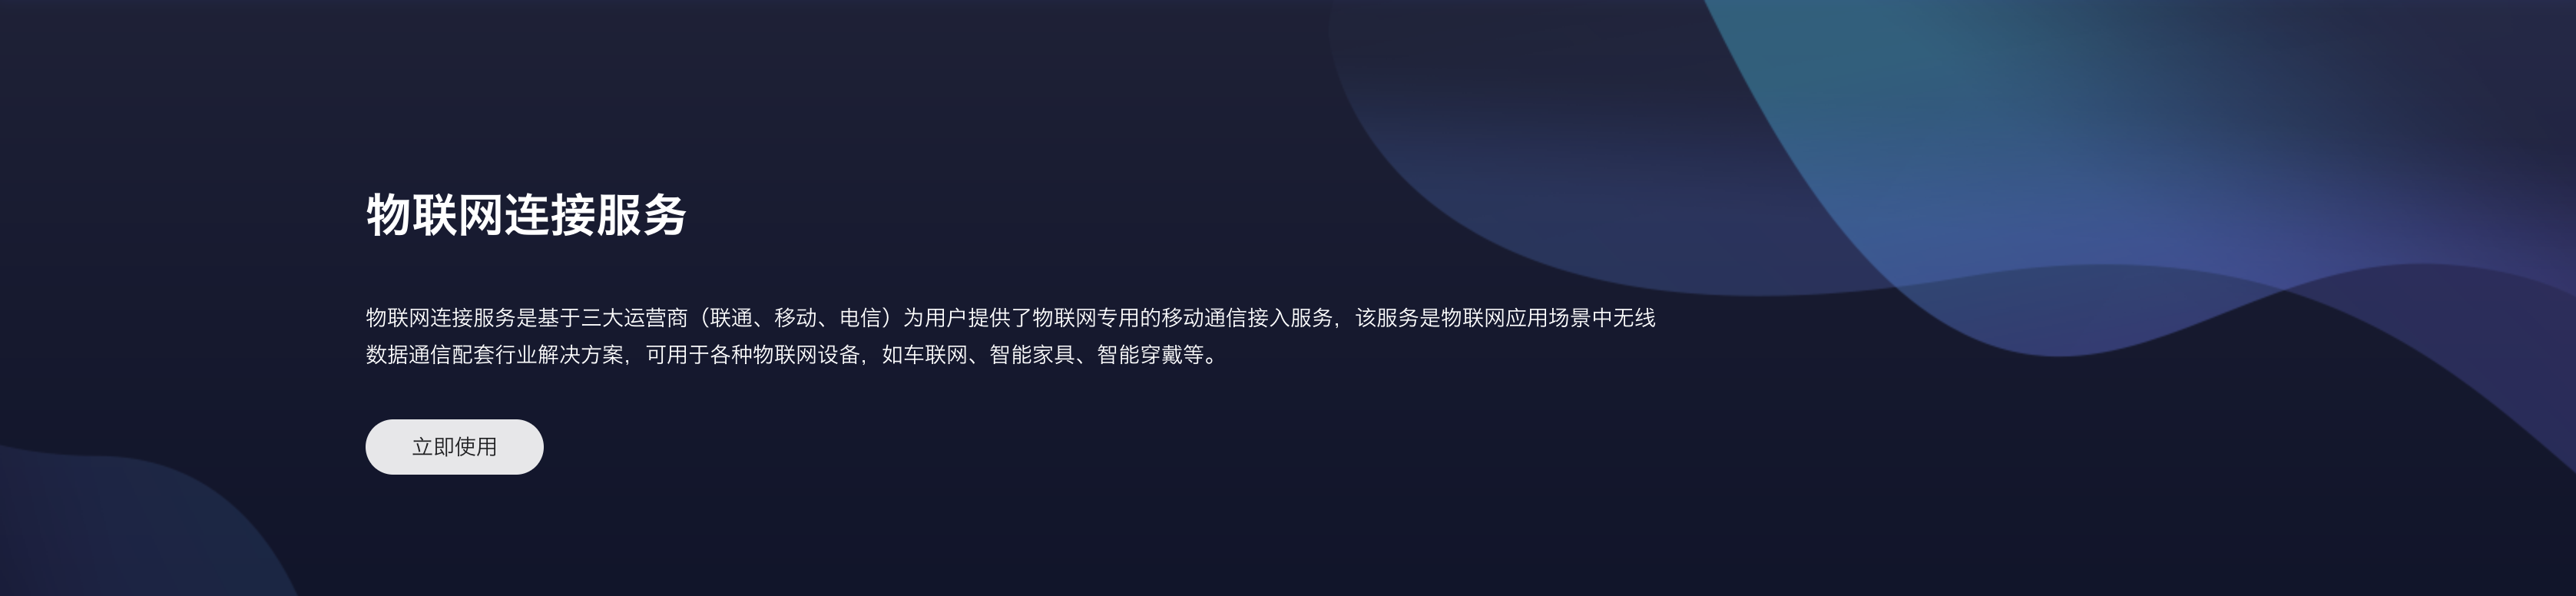 物联网连接服务
物联网连接服务是基于三大运营商（联通、移动、电信）为用户提供了物联网专用的移动通信接入服务，该服务是物联网应用场景中无线
数据通信配套行业解决方案，可用于各种物联网设备，如车联网、智能家具、智能穿戴等。
立即使用